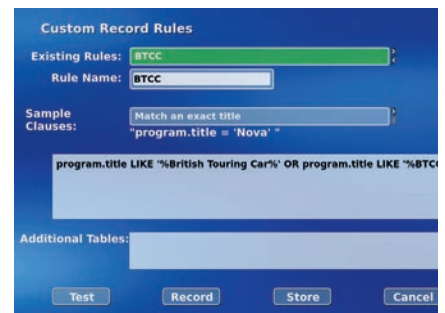 Custom Record Rules
Existing Rules: BTCC
Rule Name: BTCC
Sample Clauses: Match an exact title
"program.title = 'Nova' "
program.title LIKE '%British Touring Car%' OR program.title LIKE '%BTCC
Additional Tables:
Test Record Store Cancel